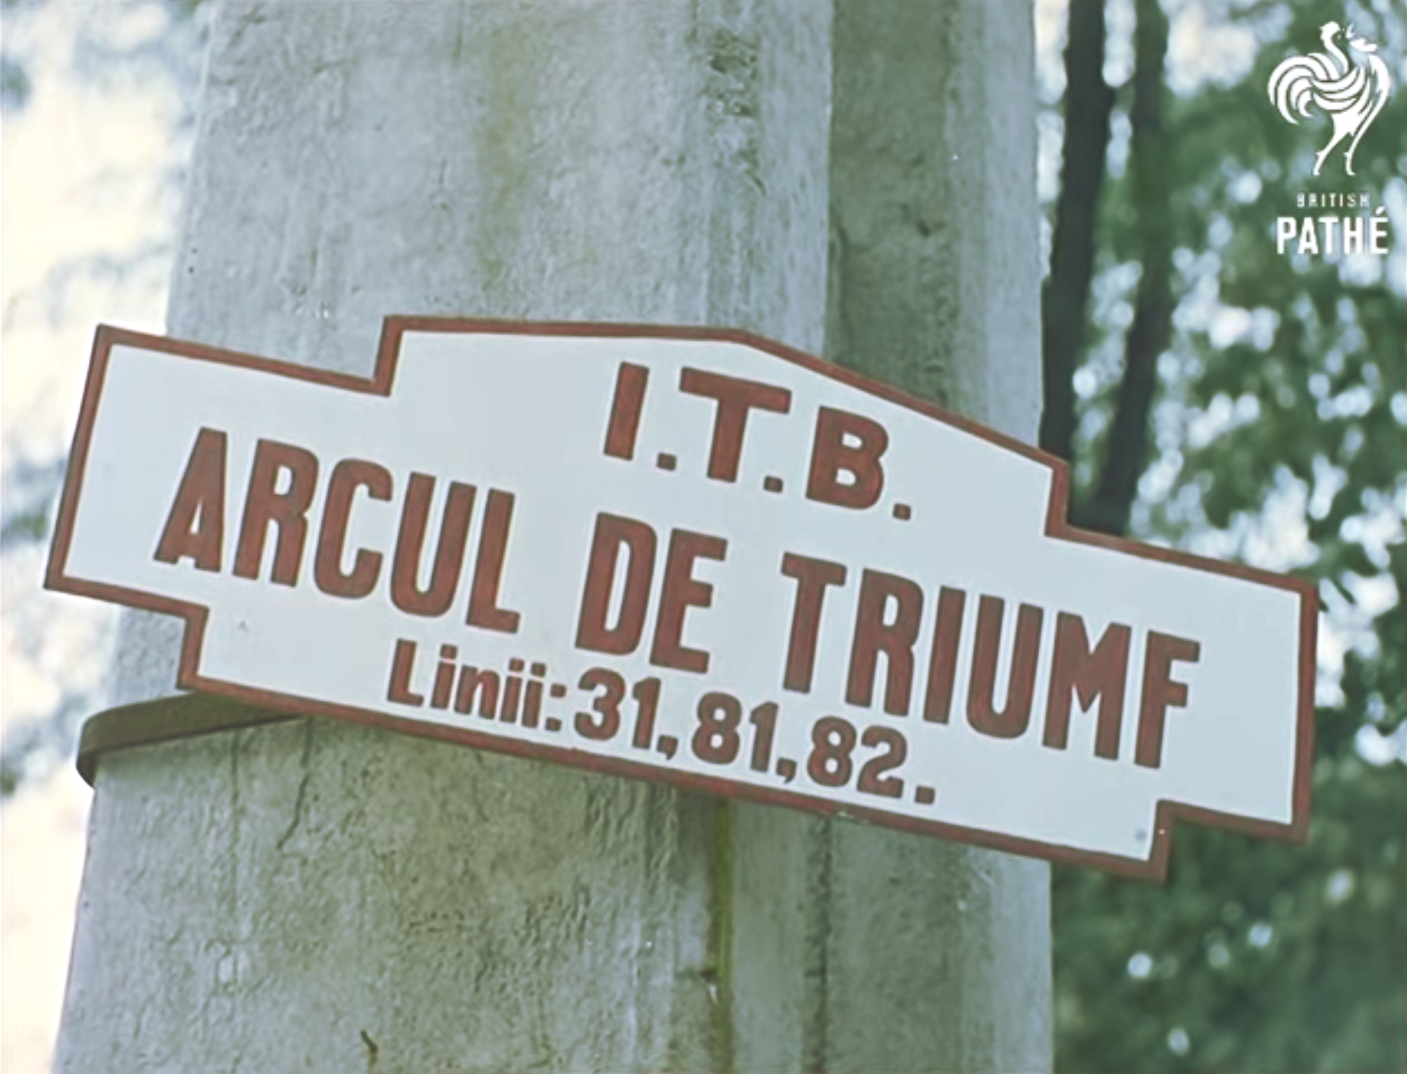 BRITISH
PATHÉ
I.T.B.
ARCUL DE TRIUMF
Linii: 31, 81, 82.